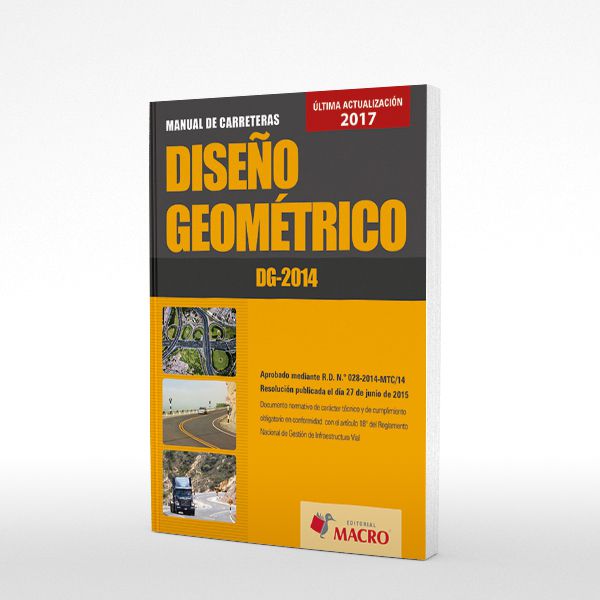 ÚLTIMA ACTUALIZACIÓN
2017
MANUAL DE CARRETERAS
DISEÑO
GEOMÉTRICO
DG-2014
Aprobado mediante R.D. N.° 028-2014-MTC/14
Resolución publicada el día 27 de junio de 2015
Documento normativo de carácter técnico y de cumplimiento
obligatorio en conformidad con el artículo 18° del Reglamento
Nacional de Gestión de Infraestructura Vial
EDITORIAL
MACRO®